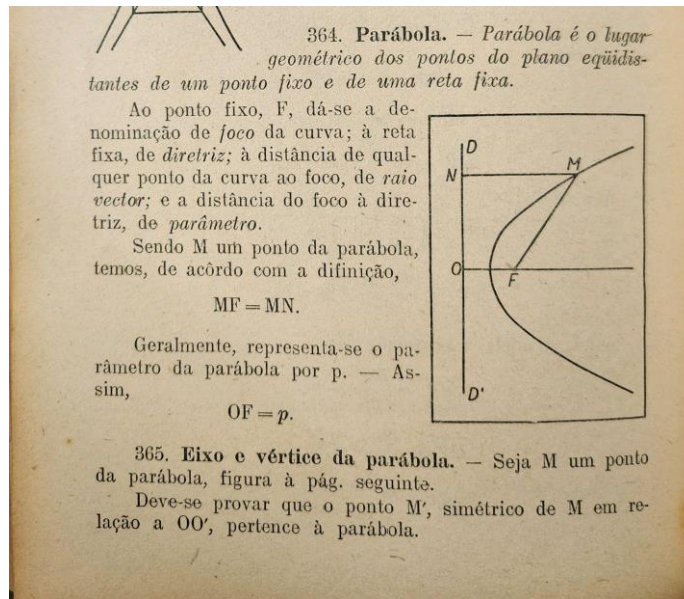 364. Parábola. — Parábola é o lugar
geométrico dos pontos do plano eqüidis-
tantes de um ponto fixo e de uma reta fixa.
Ao ponto fixo, F, dá-se a de-
nominação de foco da curva; à reta
fixa, de diretriz; à distância de qual-
quer ponto da curva ao foco, de raio
vector; e a distância do foco à dire-
triz, de parâmetro.
Sendo M um ponto da parábola,
temos, de acôrdo com a difinição,
MF = MN.
Geralmente, representa-se o pa-
râmetro da parábola por p. — As-
sim,
OF = p.
D
N
M
O
F
D'
365. Eixo e vértice da parábola. — Seja M um ponto
da parábola, figura à pág. seguinte.
Deve-se provar que o ponto M′, simétrico de M em re-
lação a OO′, pertence à parábola.